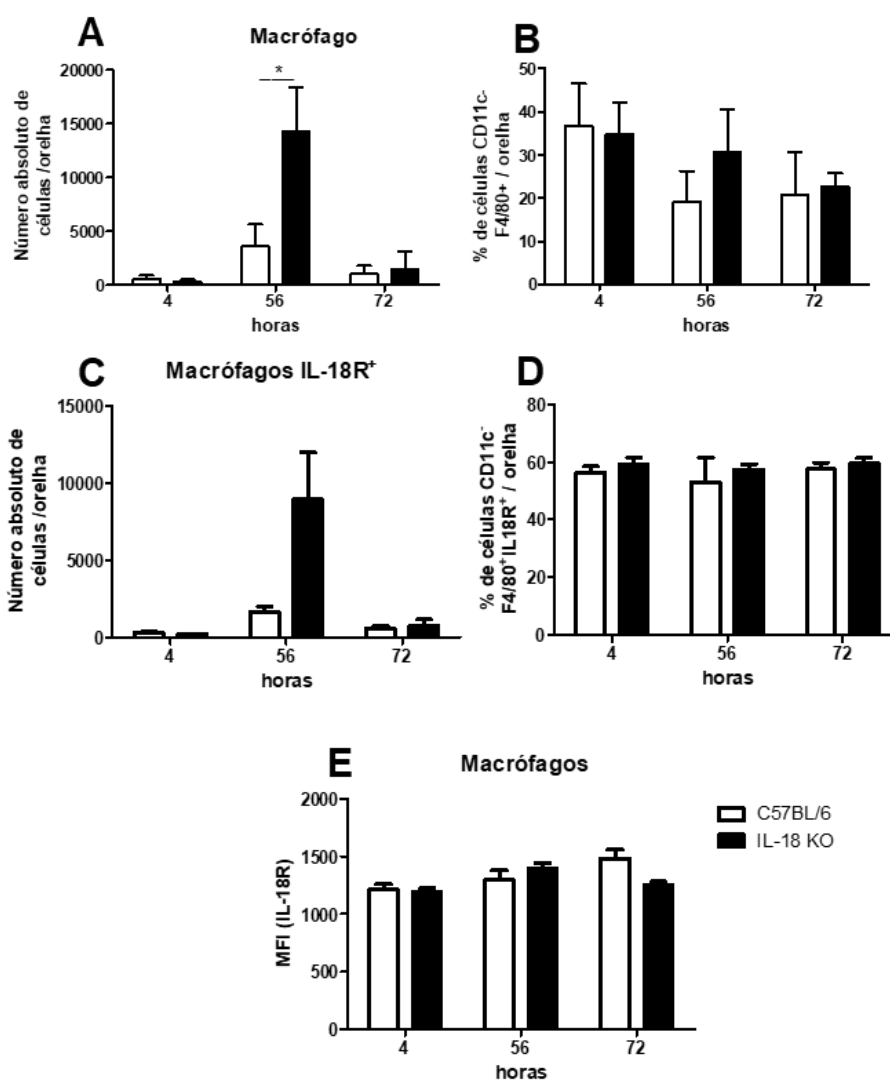 A
Macrófago
Número absoluto de
células /orelha
20000
15000
10000
5000
0
*
4
56
72
horas
B
% de células CD11c-
F4/80+ / orelha
50
40
30
20
10
0
4
56
72
horas
C
Macrófagos IL-18R⁺
Número absoluto de
células /orelha
15000
10000
5000
0
4
56
72
horas
D
% de células CD11c⁻
F4/80⁺IL18R⁺ / orelha
80
60
40
20
0
4
56
72
horas
E
Macrófagos
MFI (IL-18R)
2000
1500
1000
500
0
4
56
72
horas
C57BL/6
IL-18 KO